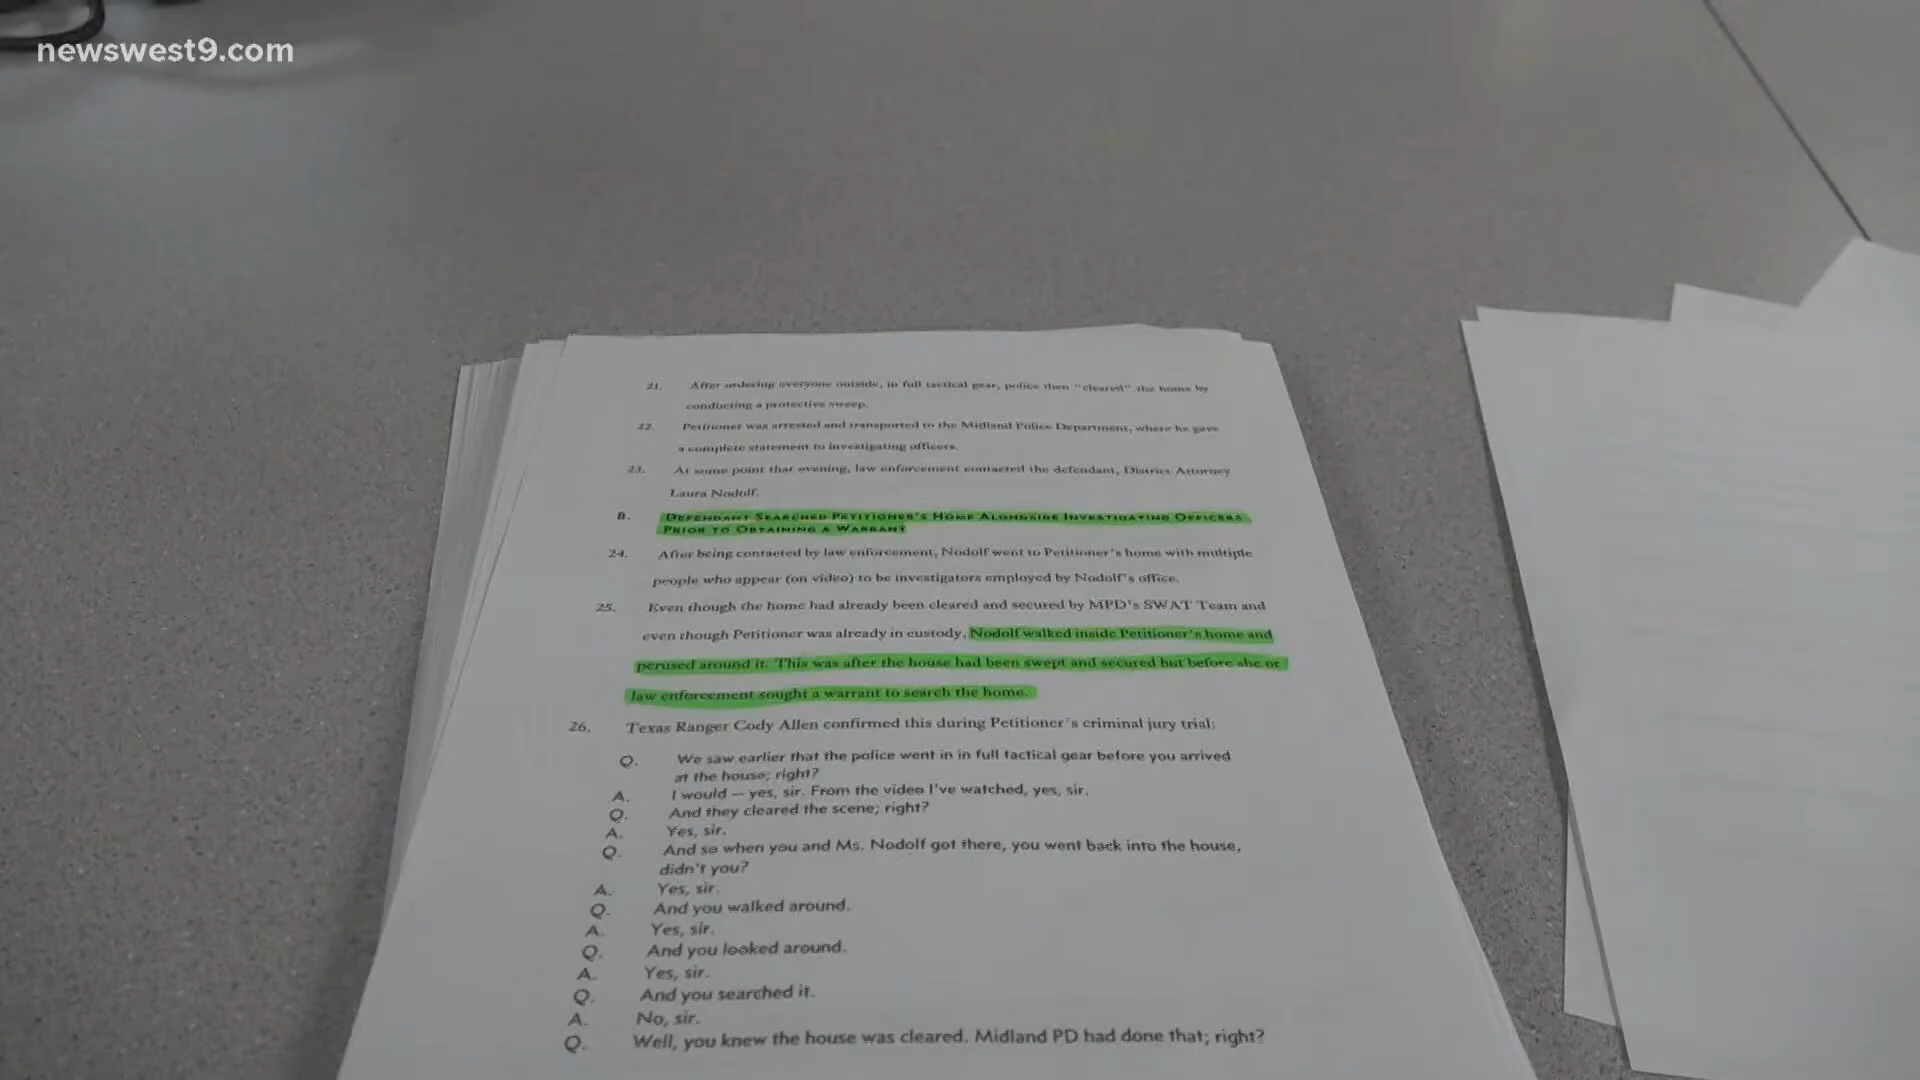 newswest9.com
21. After ordering everyone outside, in full tactical gear, police then "cleared" the home by
conducting a protective sweep.
22. Petitioner was arrested and transported to the Midland Police Department, where he gave
a complete statement to investigating officers.
23. At some point that evening, law enforcement contacted the defendant, District Attorney
Laura Nodolf.
B. DEFENDANT SEARCHED PETITIONER'S HOME ALONGSIDE INVESTIGATING OFFICERS
PRIOR TO OBTAINING A WARRANT
24. After being contacted by law enforcement, Nodolf went to Petitioner's home with multiple
people who appear (on video) to be investigators employed by Nodolf's office.
25. Even though the home had already been cleared and secured by MPD's SWAT Team and
even though Petitioner was already in custody, Nodolf walked inside Petitioner's home and
perused around it. This was after the house had been swept and secured but before she or
law enforcement sought a warrant to search the home.
26. Texas Ranger Cody Allen confirmed this during Petitioner's criminal jury trial:
Q. We saw earlier that the police went in in full tactical gear before you arrived
at the house; right?
A. I would — yes, sir. From the video I've watched, yes, sir.
Q. And they cleared the scene; right?
A. Yes, sir.
Q. And so when you and Ms. Nodolf got there, you went back into the house,
didn't you?
A. Yes, sir.
Q. And you walked around.
A. Yes, sir.
Q. And you looked around.
A. Yes, sir.
Q. And you searched it.
A. No, sir.
Q. Well, you knew the house was cleared. Midland PD had done that; right?